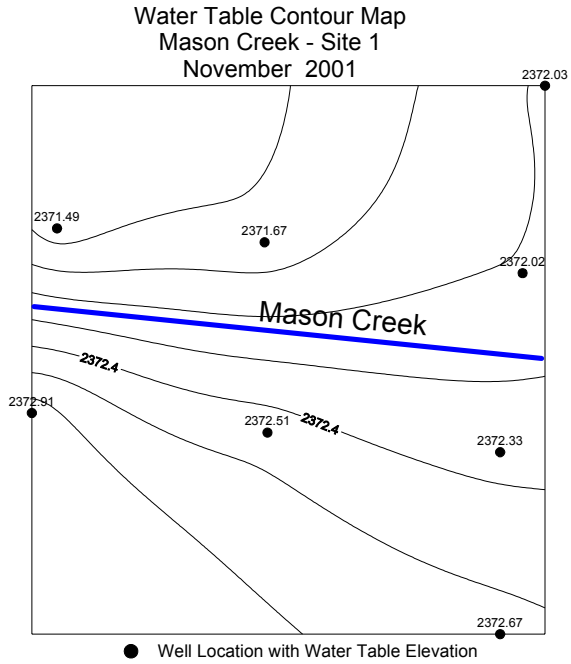 Water Table Contour Map
Mason Creek - Site 1
November 2001
2372.03
2371.49
2371.67
2372.02
Mason Creek
2372.4
2372.91
2372.51
2372.4
2372.33
2372.67
Well Location with Water Table Elevation